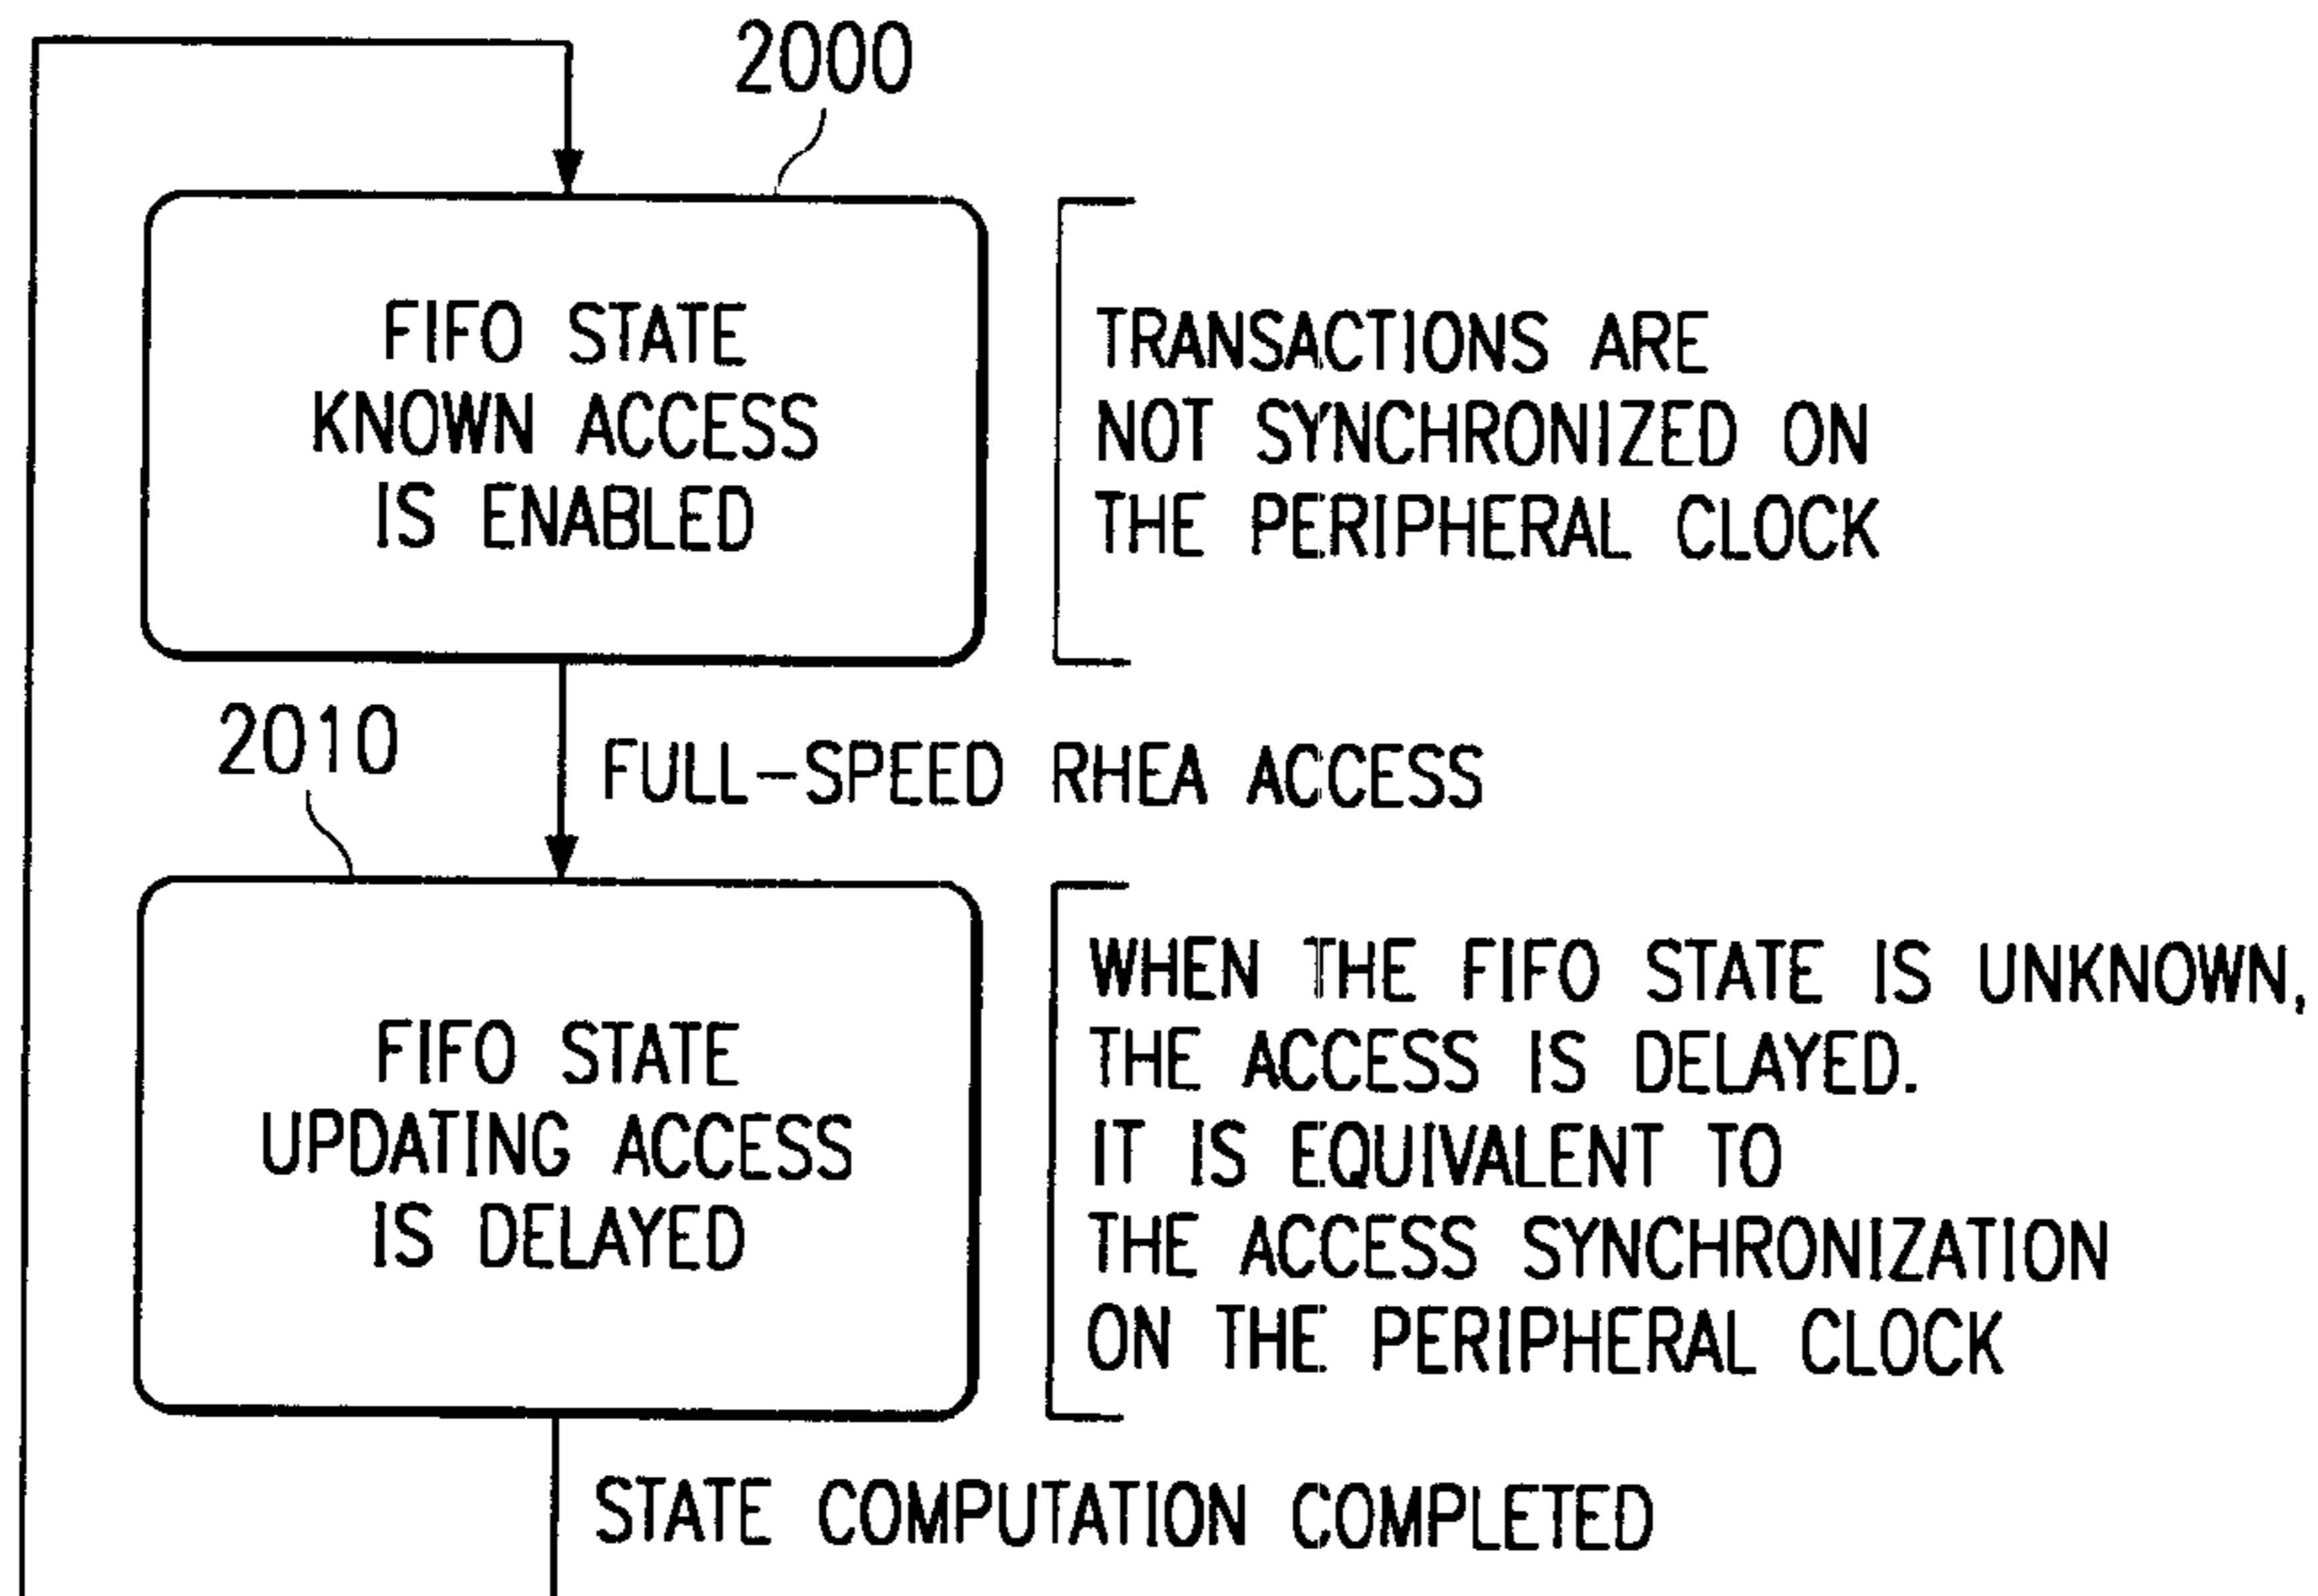 2000
FIFO STATE
KNOWN ACCESS
IS ENABLED
TRANSACTIONS ARE
NOT SYNCHRONIZED ON
THE PERIPHERAL CLOCK
2010
FULL-SPEED RHEA ACCESS
FIFO STATE
UPDATING ACCESS
IS DELAYED
WHEN THE FIFO STATE IS UNKNOWN,
THE ACCESS IS DELAYED.
IT IS EQUIVALENT TO
THE ACCESS SYNCHRONIZATION
ON THE PERIPHERAL CLOCK
STATE COMPUTATION COMPLETED